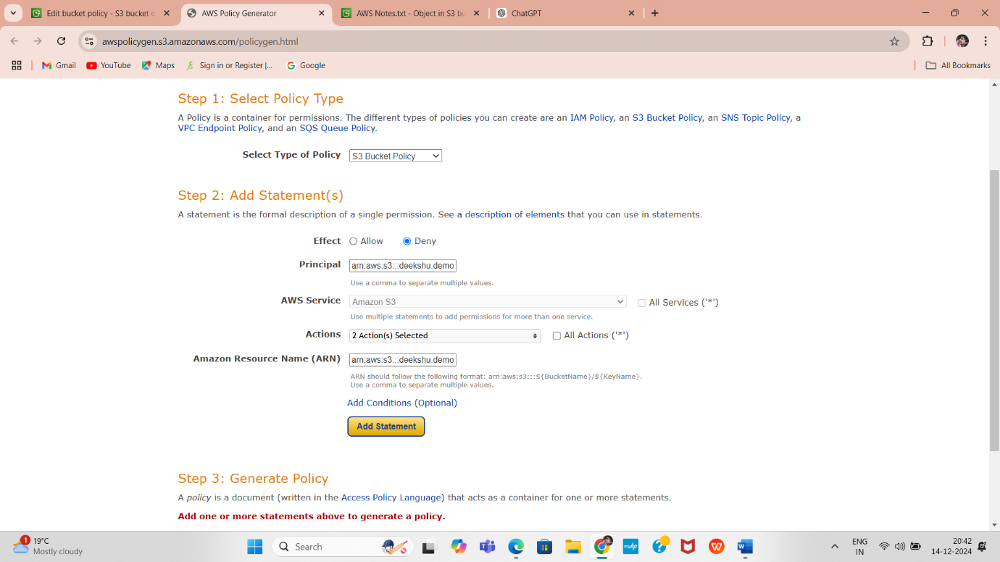 Edit bucket policy - S3 bucket d
AWS Policy Generator
AWS Notes.txt - Object in S3 bu
ChatGPT
awspolicygen.s3.amazonaws.com/policygen.html
Gmail
YouTube
Maps
Sign in or Register |...
Google
All Bookmarks
Step 1: Select Policy Type
A Policy is a container for permissions. The different types of policies you can create are an IAM Policy, an S3 Bucket Policy, an SNS Topic Policy, a
VPC Endpoint Policy, and an SQS Queue Policy.
Select Type of Policy S3 Bucket Policy
Step 2: Add Statement(s)
A statement is the formal description of a single permission. See a description of elements that you can use in statements.
Effect Allow Deny
Principal arn:aws:s3:::deekshu.demo
Use a comma to separate multiple values.
AWS Service Amazon S3 All Services ('*')
Use multiple statements to add permissions for more than one service.
Actions 2 Action(s) Selected All Actions ('*')
Amazon Resource Name (ARN) arn:aws:s3:::deekshu.demo
ARN should follow the following format: arn:aws:s3:::${BucketName}/${KeyName}.
Use a comma to separate multiple values.
Add Conditions (Optional)
Add Statement
Step 3: Generate Policy
A policy is a document (written in the Access Policy Language) that acts as a container for one or more statements.
Add one or more statements above to generate a policy.
1
19°C
Mostly cloudy
Search
myhp
ENG
IN
20:42
14-12-2024